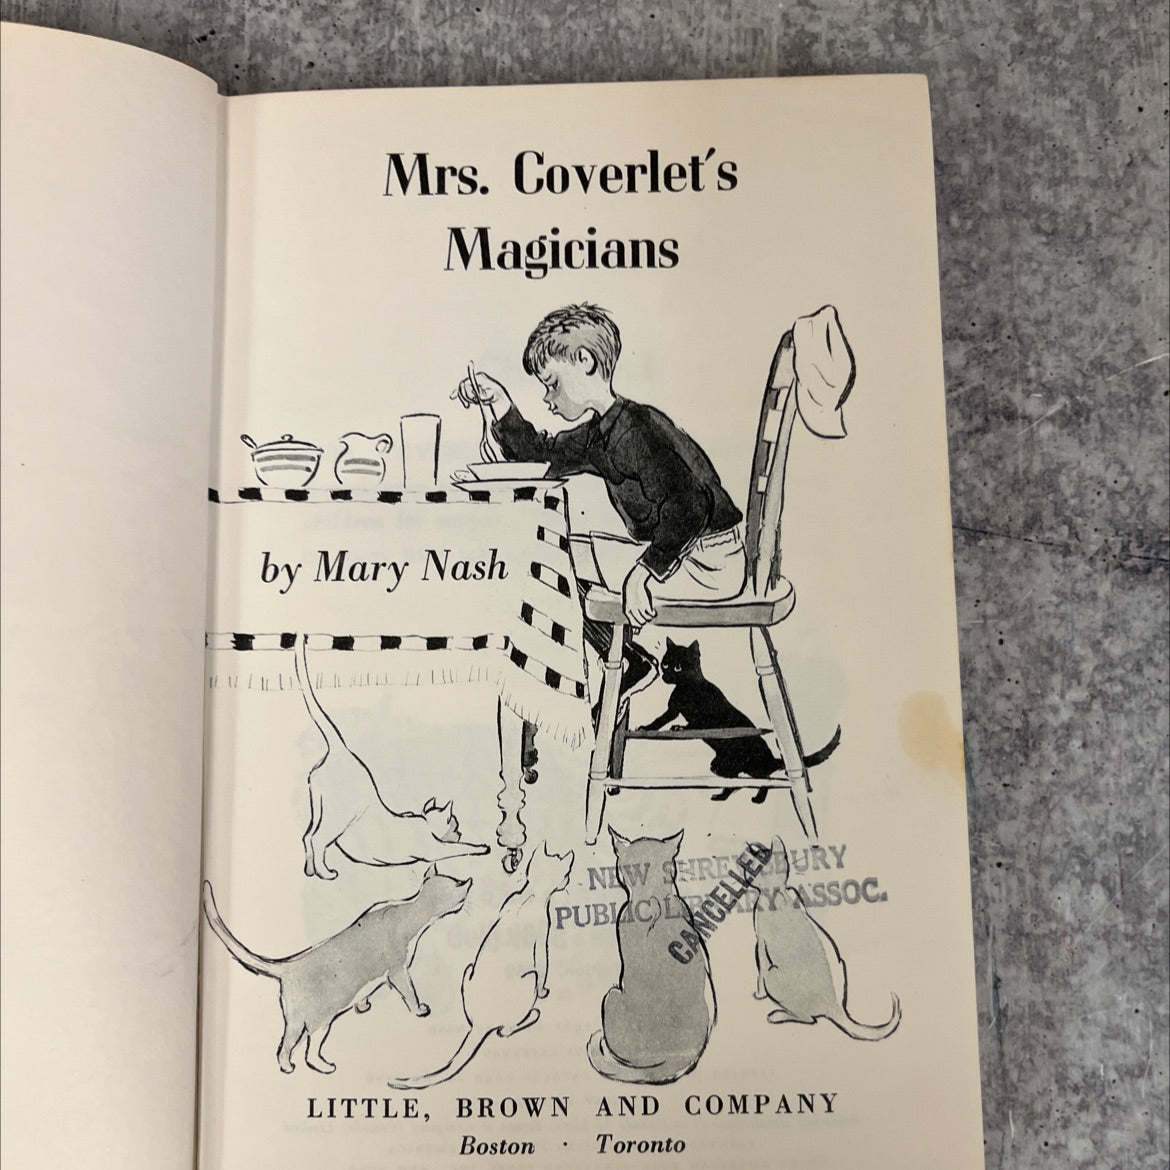 Mrs. Coverlet's
Magicians
by Mary Nash
NEW SHREWSBURY
PUBLIC LIBRARY ASSOC.
CANCELLED
LITTLE, BROWN AND COMPANY
Boston · Toronto